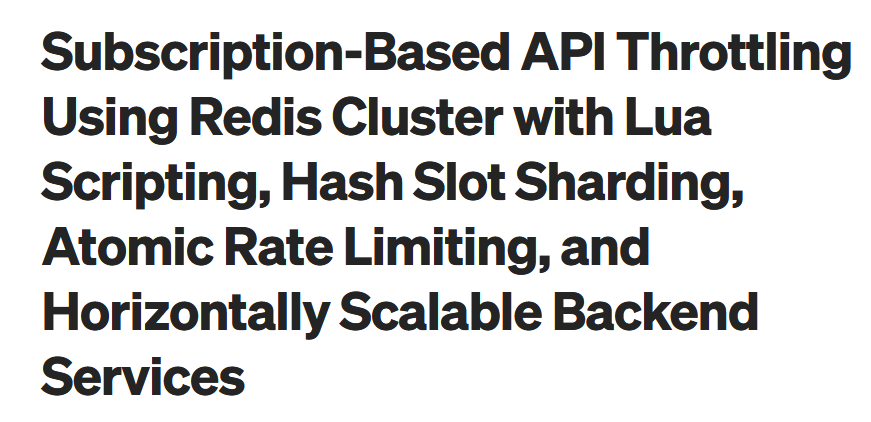 Subscription-Based API Throttling
Using Redis Cluster with Lua
Scripting, Hash Slot Sharding,
Atomic Rate Limiting, and
Horizontally Scalable Backend
Services